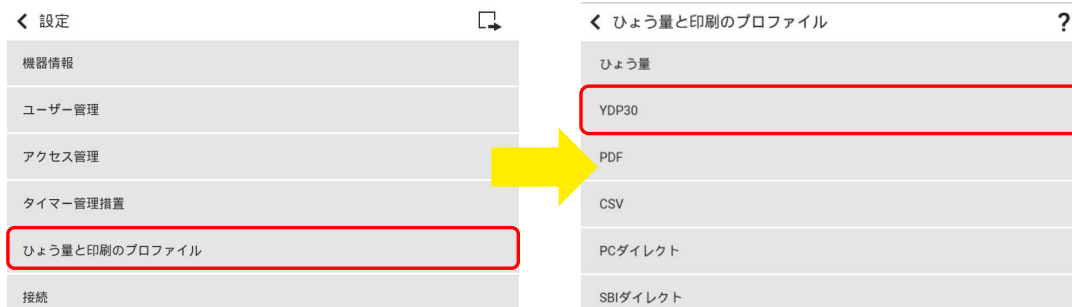 設定
機器情報
ユーザー管理
アクセス管理
タイマー管理措置
ひょう量と印刷のプロファイル
接続
ひょう量と印刷のプロファイル
?
ひょう量
YDP30
PDF
CSV
PCダイレクト
SBIダイレクト